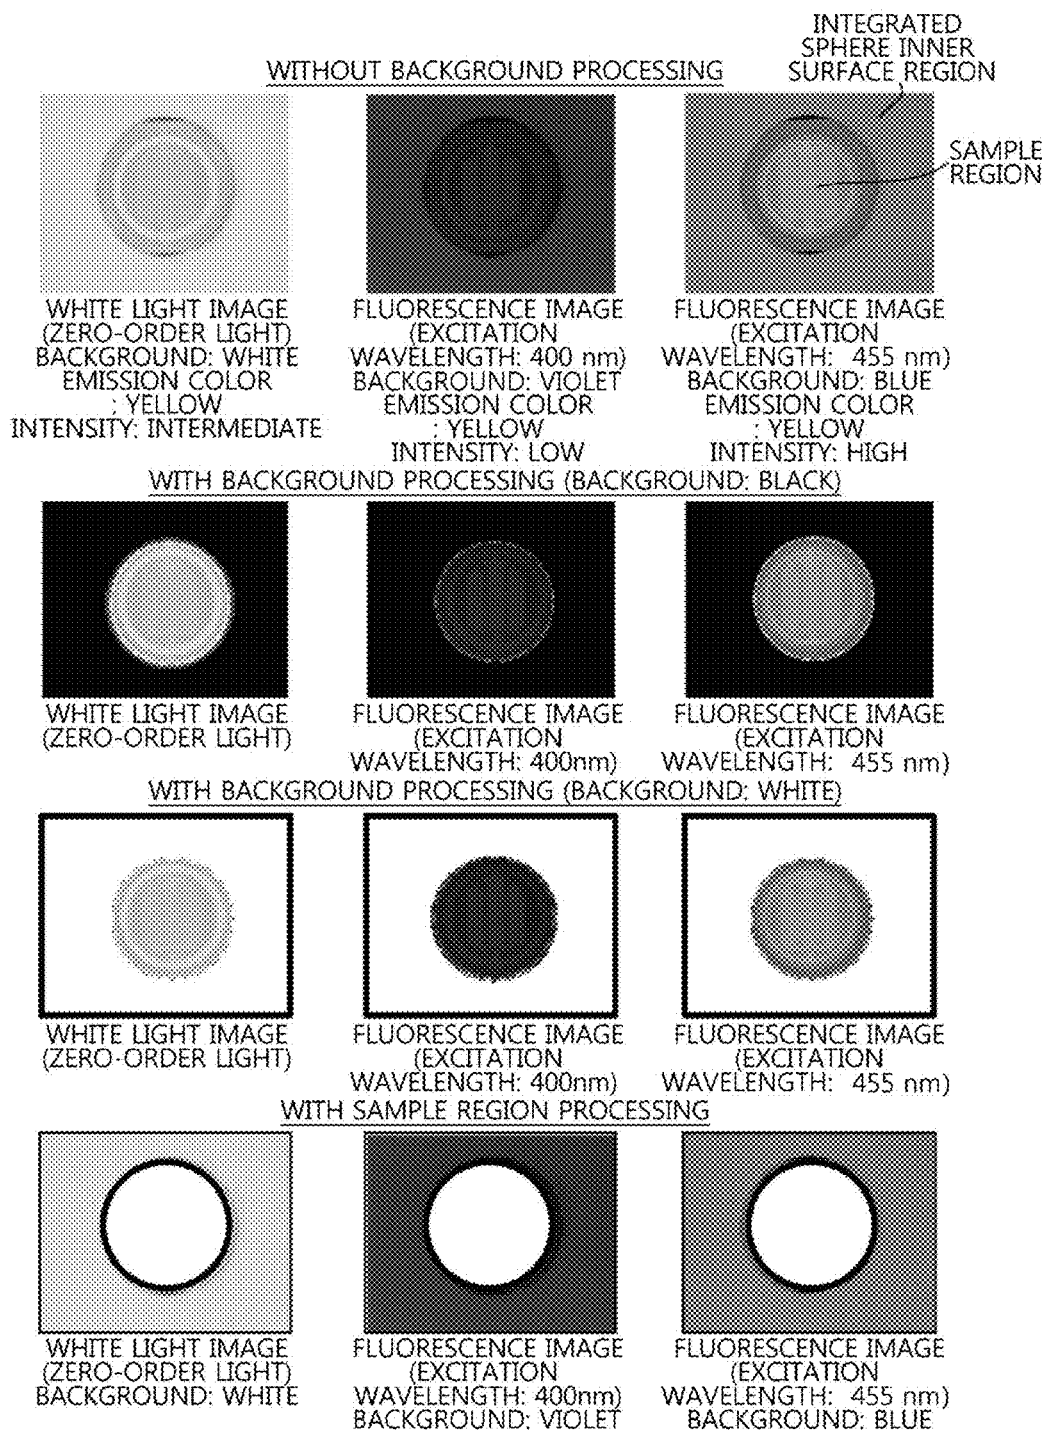 INTEGRATED
SPHERE INNER
SURFACE REGION
WITHOUT BACKGROUND PROCESSING
SAMPLE
REGION
WHITE LIGHT IMAGE
(ZERO-ORDER LIGHT)
BACKGROUND: WHITE
EMISSION COLOR
: YELLOW
INTENSITY: INTERMEDIATE
FLUORESCENCE IMAGE
(EXCITATION
WAVELENGTH: 400 nm)
BACKGROUND: VIOLET
EMISSION COLOR
: YELLOW
INTENSITY: LOW
FLUORESCENCE IMAGE
(EXCITATION
WAVELENGTH: 455 nm)
BACKGROUND: BLUE
EMISSION COLOR
: YELLOW
INTENSITY: HIGH
WITH BACKGROUND PROCESSING (BACKGROUND: BLACK)
WHITE LIGHT IMAGE
(ZERO-ORDER LIGHT)
FLUORESCENCE IMAGE
(EXCITATION
WAVELENGTH: 400nm)
FLUORESCENCE IMAGE
(EXCITATION
WAVELENGTH: 455 nm)
WITH BACKGROUND PROCESSING (BACKGROUND: WHITE)
WHITE LIGHT IMAGE
(ZERO-ORDER LIGHT)
FLUORESCENCE IMAGE
(EXCITATION
WAVELENGTH: 400nm)
FLUORESCENCE IMAGE
(EXCITATION
WAVELENGTH: 455 nm)
WITH SAMPLE REGION PROCESSING
WHITE LIGHT IMAGE
(ZERO-ORDER LIGHT)
BACKGROUND: WHITE
FLUORESCENCE IMAGE
(EXCITATION
WAVELENGTH: 400nm)
BACKGROUND: VIOLET
FLUORESCENCE IMAGE
(EXCITATION
WAVELENGTH: 455 nm)
BACKGROUND: BLUE